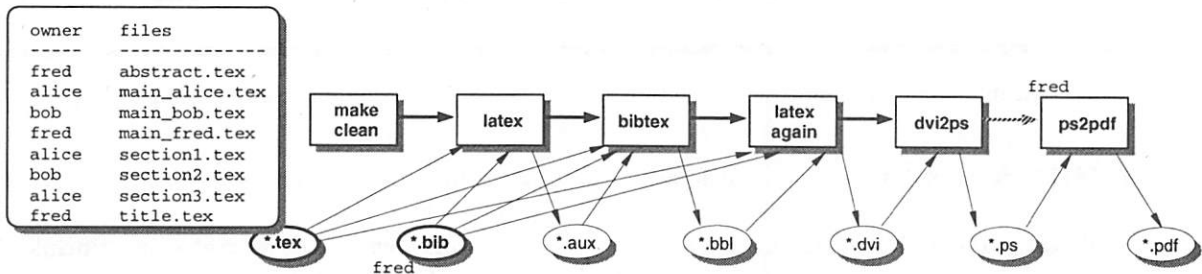 owner files
----- --------------
fred abstract.tex
alice main_alice.tex
bob main_bob.tex
fred main_fred.tex
alice section1.tex
bob section2.tex
alice section3.tex
fred title.tex
make
clean
latex
bibtex
latex
again
dvi2ps
fred
ps2pdf
*.tex
*.bib
fred
*.aux
*.bbl
*.dvi
*.ps
*.pdf